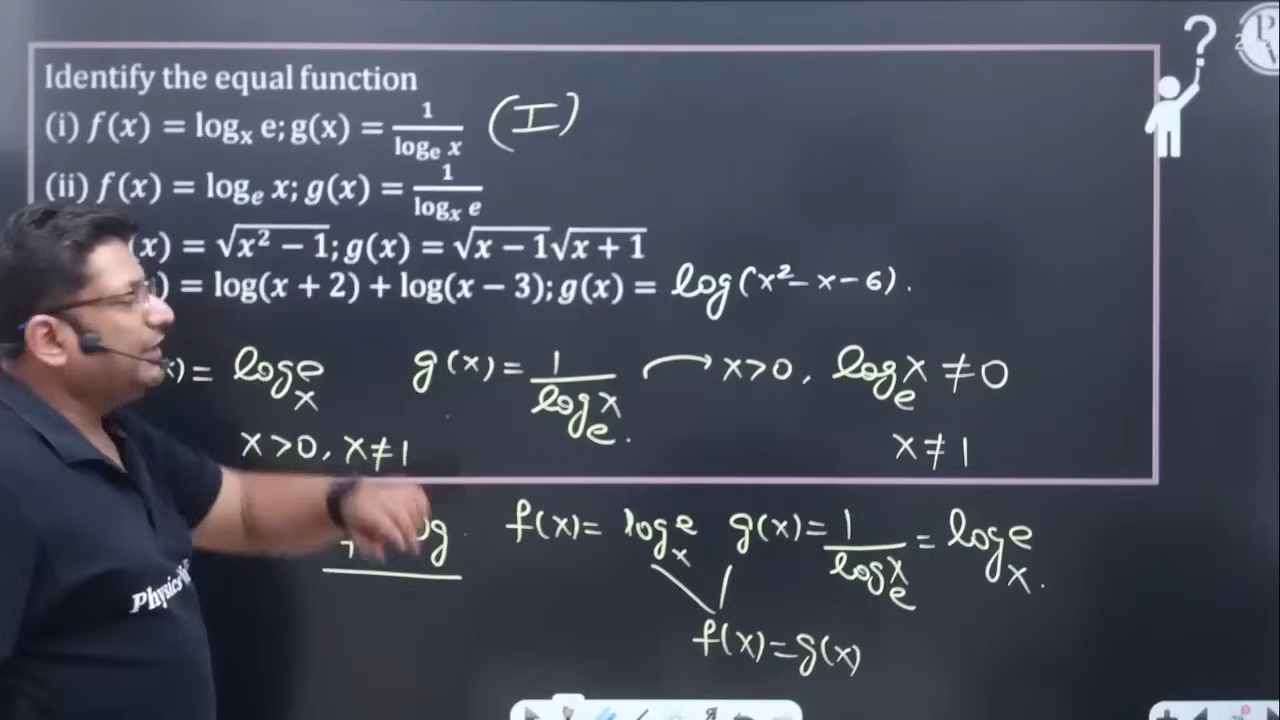 Identify the equal function
(i) f(x) = logₓ e; g(x) = 1/logₑ x (I)
(ii) f(x) = logₑ x; g(x) = 1/logₓ e
(x) = √(x² − 1); g(x) = √(x − 1)√(x + 1)
) = log(x + 2) + log(x − 3); g(x) = log(x² − x − 6).
) = logₓ e g(x) = 1/logₑ x. x > 0, logₑ x ≠ 0
x > 0, x ≠ 1 x ≠ 1
g f(x) = logₓ e g(x) = 1/logₑ x = logₓ e.
f(x) = g(x)
Physics